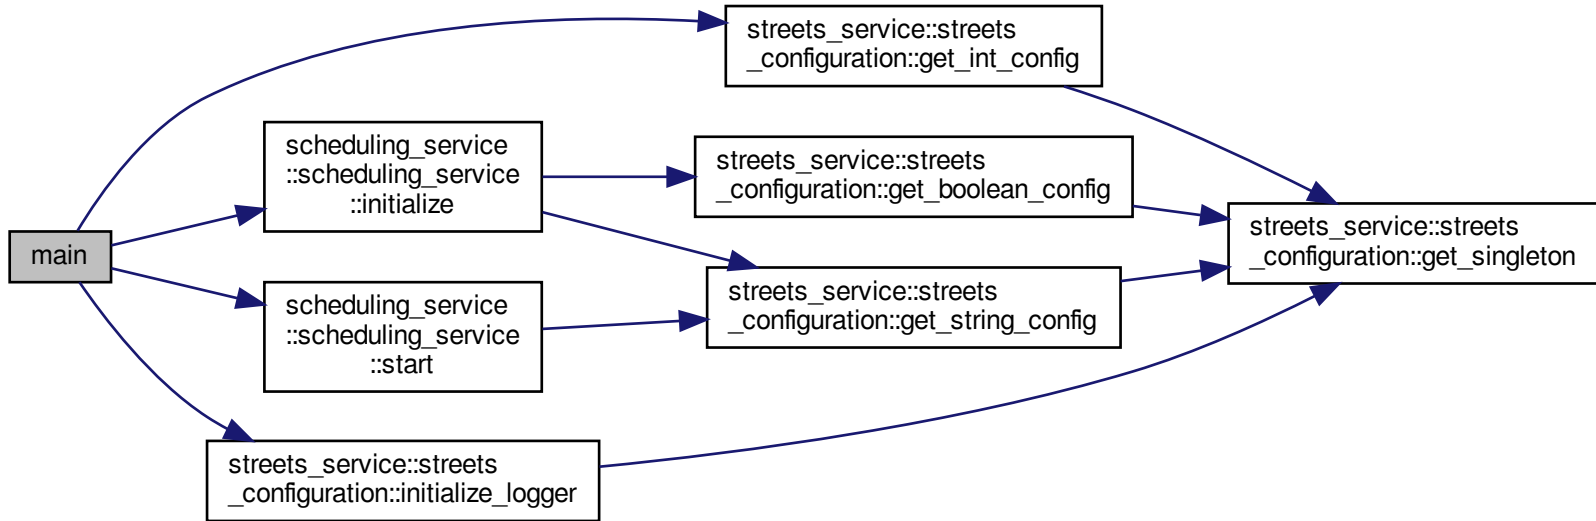 main
streets_service::streets
_configuration::get_int_config
scheduling_service
::scheduling_service
::initialize
streets_service::streets
_configuration::get_boolean_config
streets_service::streets
_configuration::get_singleton
streets_service::streets
_configuration::get_string_config
scheduling_service
::scheduling_service
::start
streets_service::streets
_configuration::initialize_logger